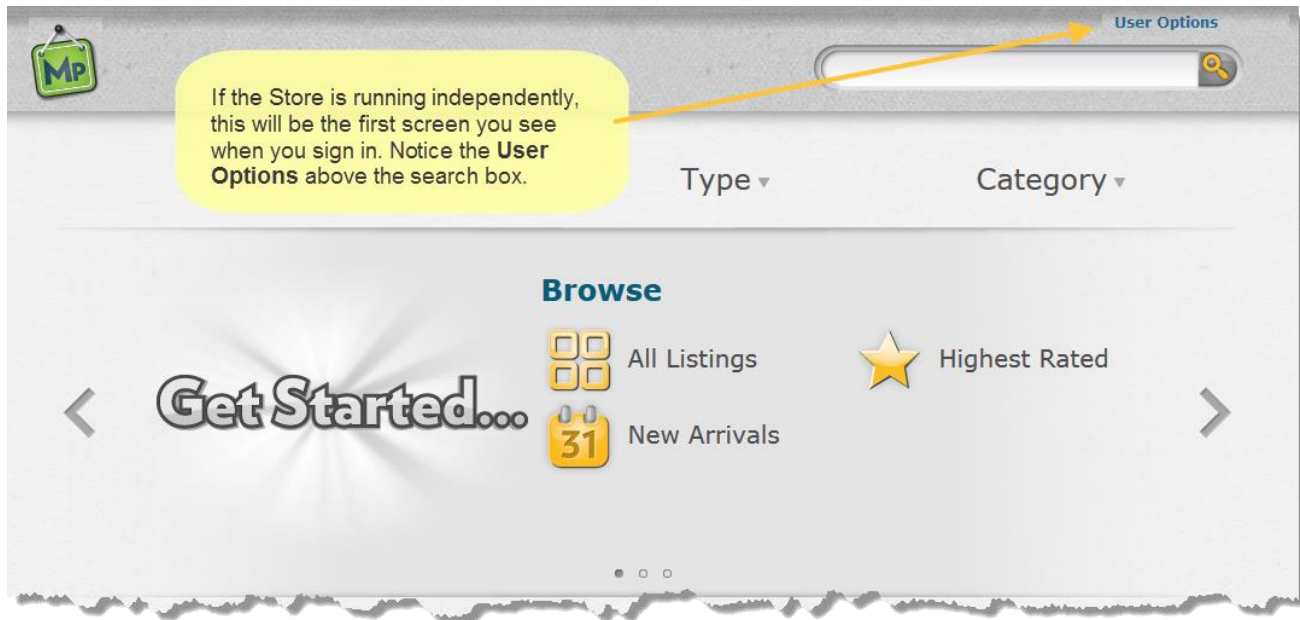 User Options
MP
If the Store is running independently,
this will be the first screen you see
when you sign in. Notice the User
Options above the search box.
Type
Category
Browse
All Listings
Highest Rated
Get Started...
31
New Arrivals